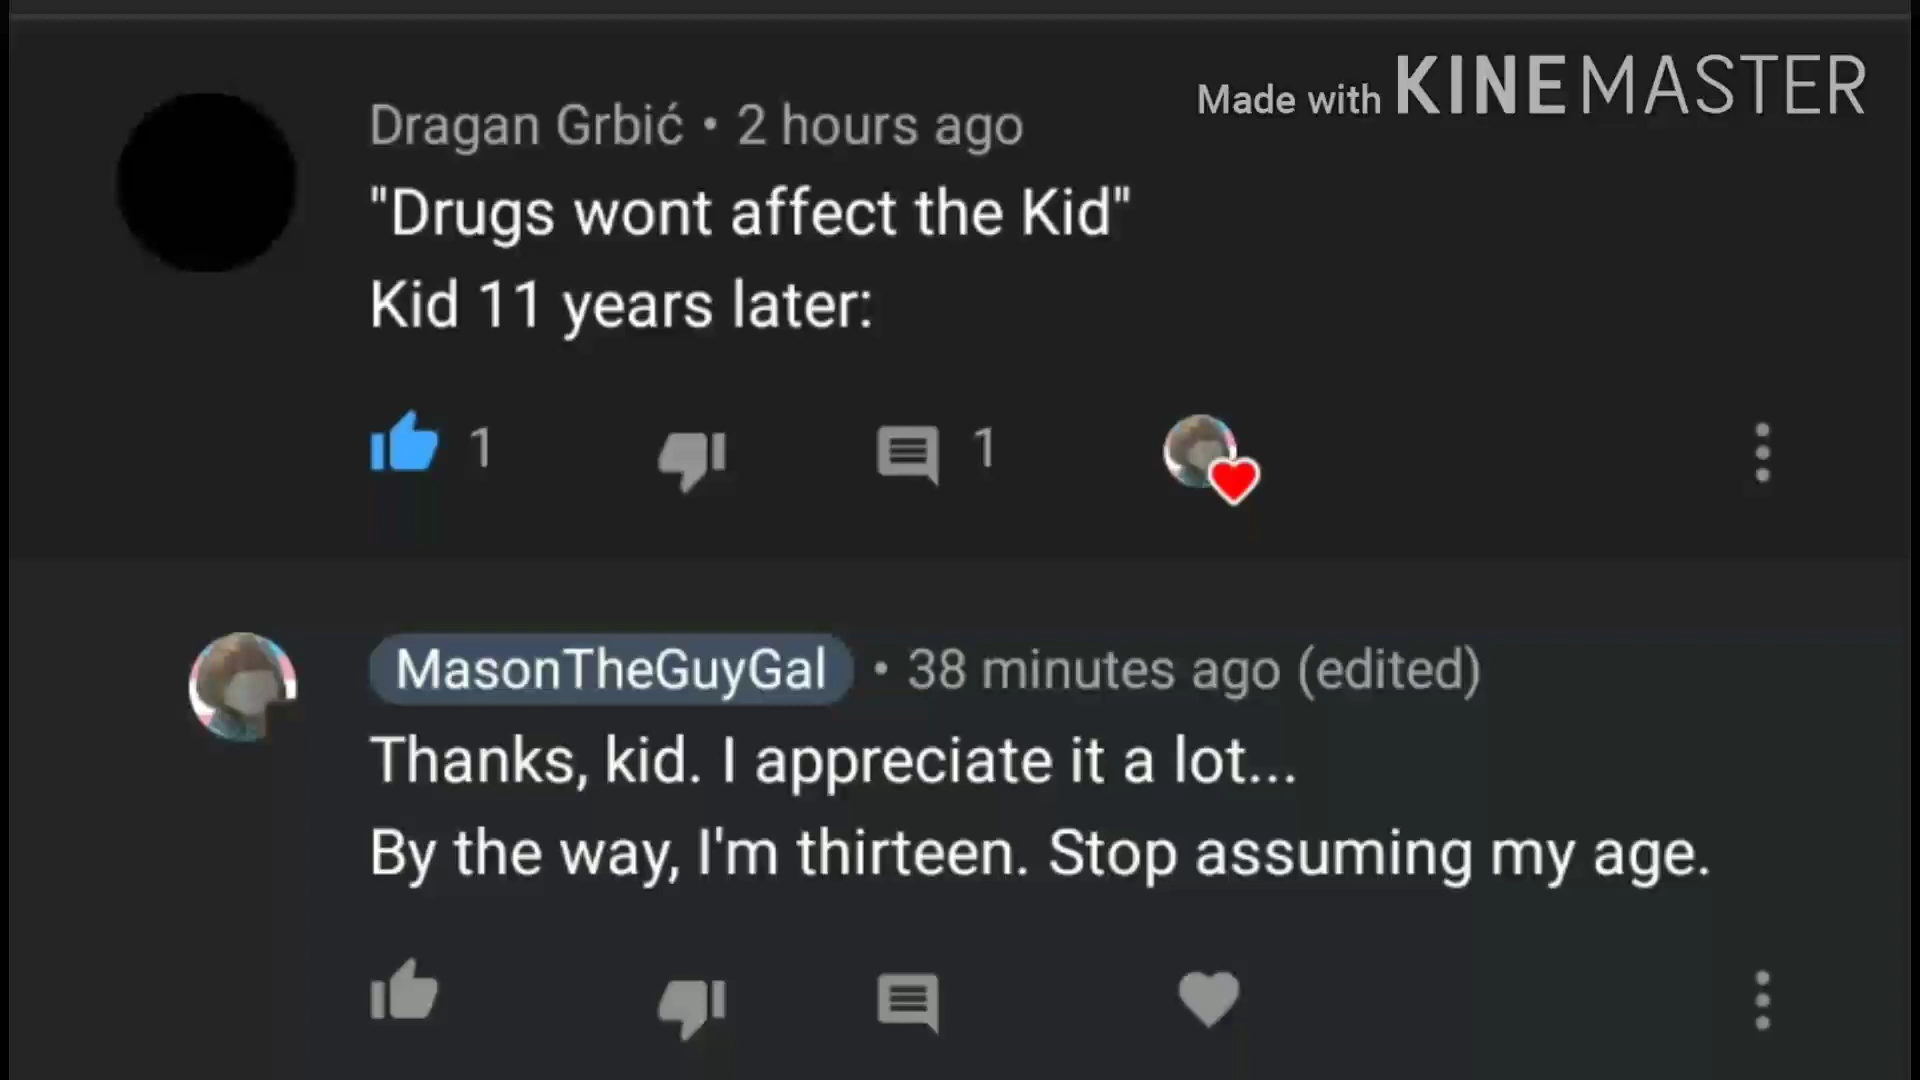 Made with KINEMASTER
Dragan Grbić • 2 hours ago
"Drugs wont affect the Kid"
Kid 11 years later:
1
1
MasonTheGuyGal • 38 minutes ago (edited)
Thanks, kid. I appreciate it a lot...
By the way, I'm thirteen. Stop assuming my age.